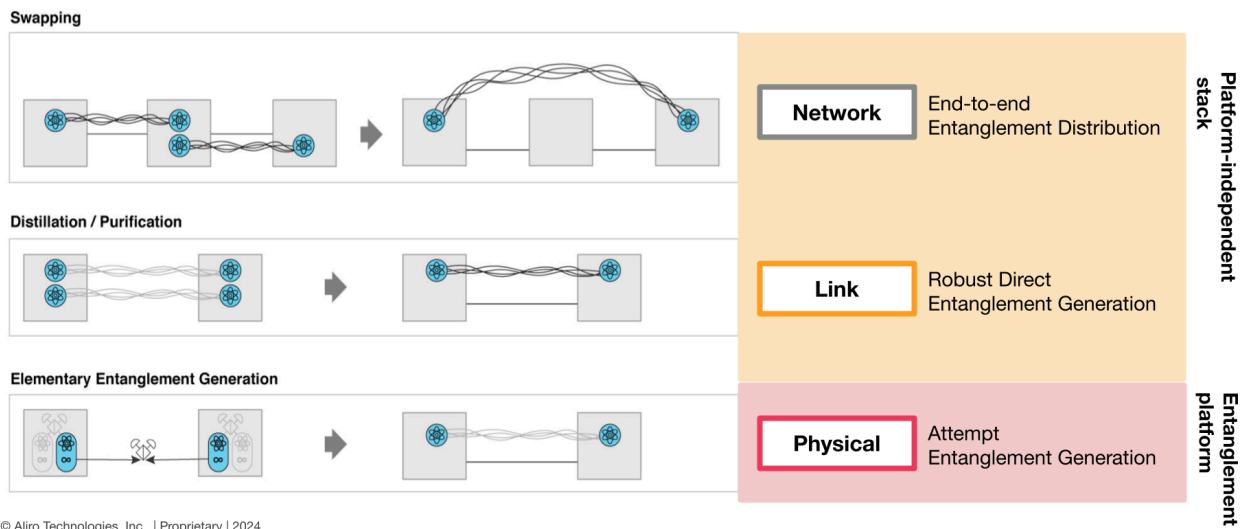 Swapping
Network
End-to-end
Entanglement Distribution
Platform-independent
stack
Distillation / Purification
Link
Robust Direct
Entanglement Generation
Elementary Entanglement Generation
∞
∞
∞
∞
Physical
Attempt
Entanglement Generation
Entanglement
platform
© Aliro Technologies, Inc. | Proprietary | 2024